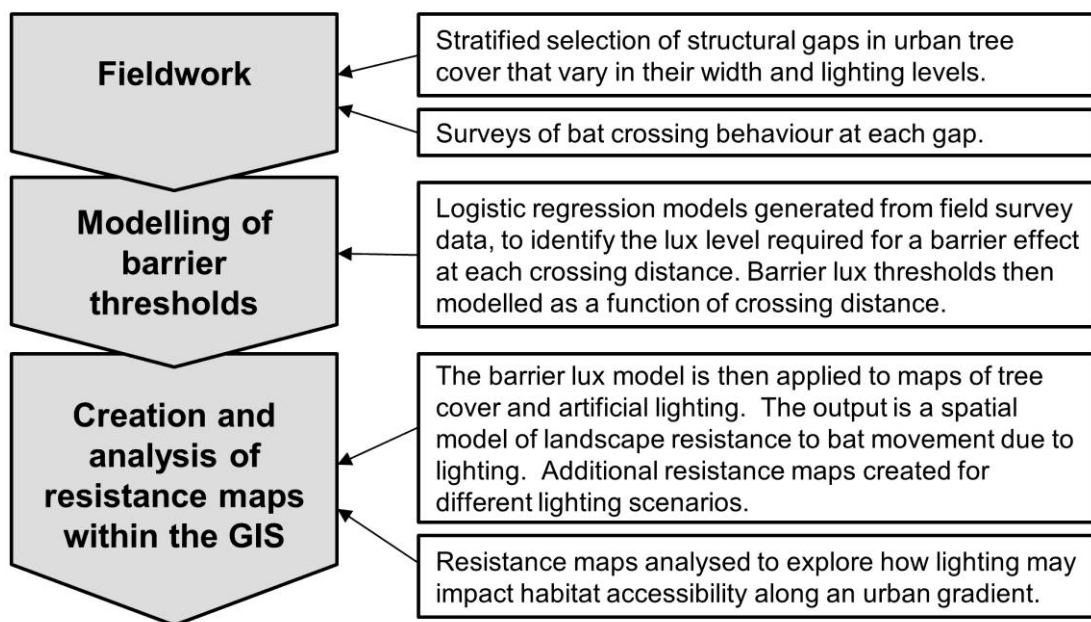 Fieldwork
Stratified selection of structural gaps in urban tree
cover that vary in their width and lighting levels.
Surveys of bat crossing behaviour at each gap.
Modelling of
barrier
thresholds
Logistic regression models generated from field survey
data, to identify the lux level required for a barrier effect
at each crossing distance. Barrier lux thresholds then
modelled as a function of crossing distance.
Creation and
analysis of
resistance maps
within the GIS
The barrier lux model is then applied to maps of tree
cover and artificial lighting.  The output is a spatial
model of landscape resistance to bat movement due to
lighting.  Additional resistance maps created for
different lighting scenarios.
Resistance maps analysed to explore how lighting may
impact habitat accessibility along an urban gradient.